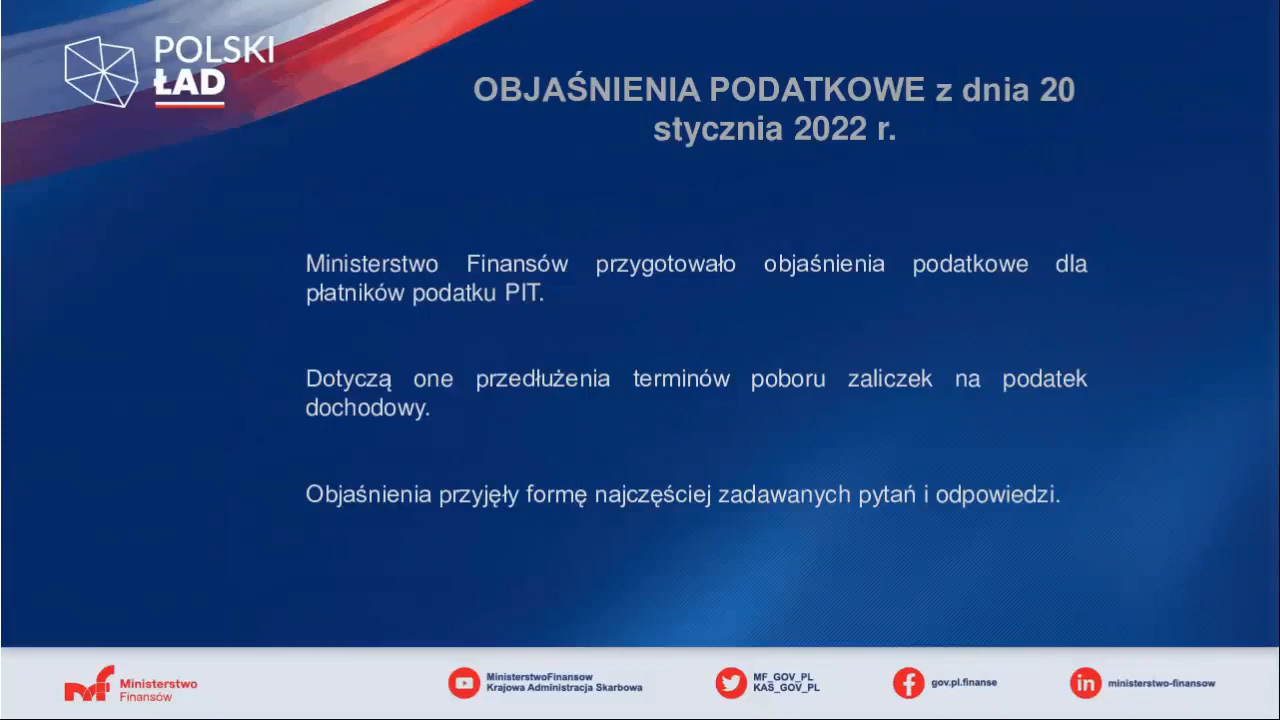 POLSKI
ŁAD
OBJAŚNIENIA PODATKOWE z dnia 20
stycznia 2022 r.
Ministerstwo Finansów przygotowało objaśnienia podatkowe dla
płatników podatku PIT.
Dotyczą one przedłużenia terminów poboru zaliczek na podatek
dochodowy.
Objaśnienia przyjęły formę najczęściej zadawanych pytań i odpowiedzi.
Ministerstwo
Finansów
MinisterstwoFinansow
Krajowa Administracja Skarbowa
MF_GOV_PL
KAS_GOV_PL
gov.pl.finanse
ministerstwo-finansow